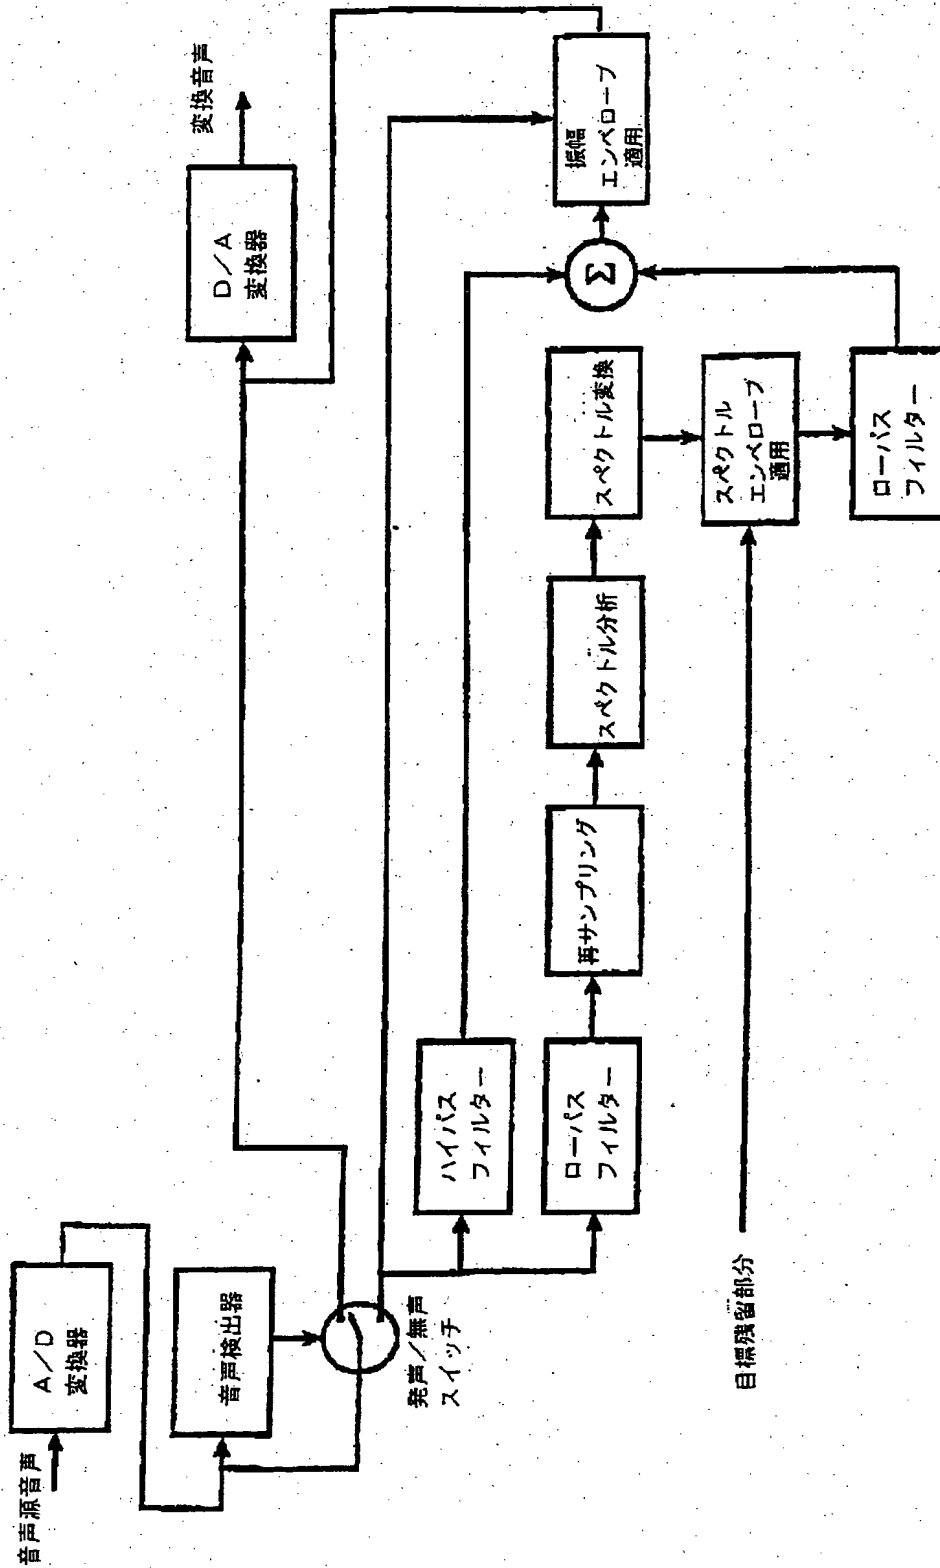 音声源音声
A/D
変換器
音声検出器
発声/無声
スイッチ
ハイパス
フィルター
ローパス
フィルター
再サンプリング
スペクトル分析
スペクトル変換
目標残留部分
スペクトル
エンベロープ
適用
ローパス
フィルター
Σ
振幅
エンベロープ
適用
D/A
変換器
変換音声